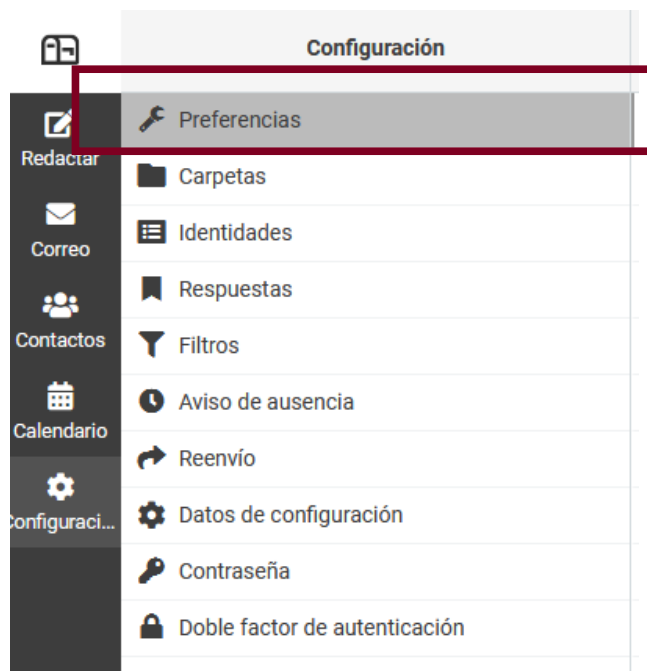 Configuración
Preferencias
Redactar
Carpetas
Correo
Identidades
Respuestas
Contactos
Filtros
Aviso de ausencia
Calendario
Reenvío
Configuraci...
Datos de configuración
Contraseña
Doble factor de autenticación